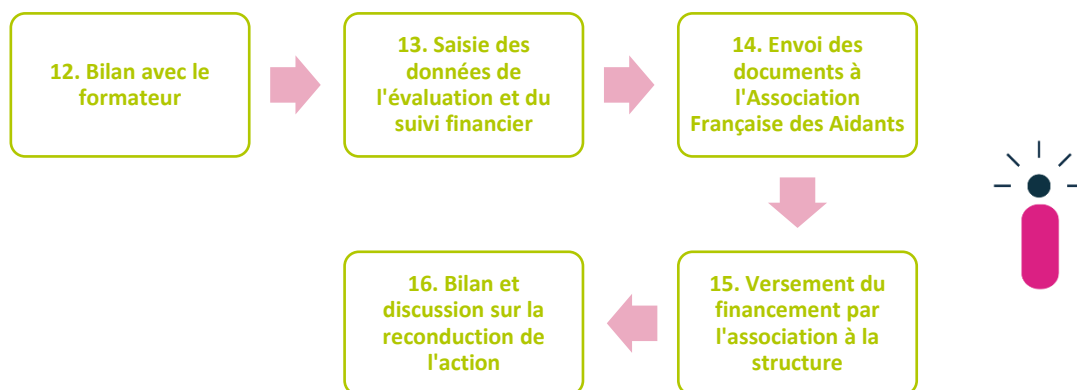 12. Bilan avec le
formateur
13. Saisie des
données de
l'évaluation et du
suivi financier
14. Envoi des
documents à
l'Association
Française des Aidants
15. Versement du
financement par
l'association à la
structure
16. Bilan et
discussion sur la
reconduction de
l'action